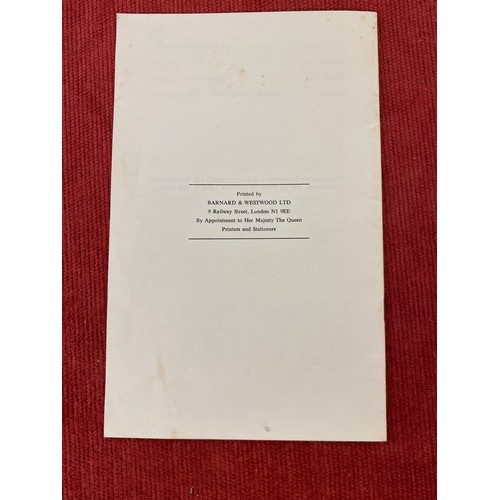 Printed by
BARNARD & WESTWOOD LTD
9 Railway Street, London N1 9EE
By Appointment to Her Majesty The Queen
Printers and Stationers